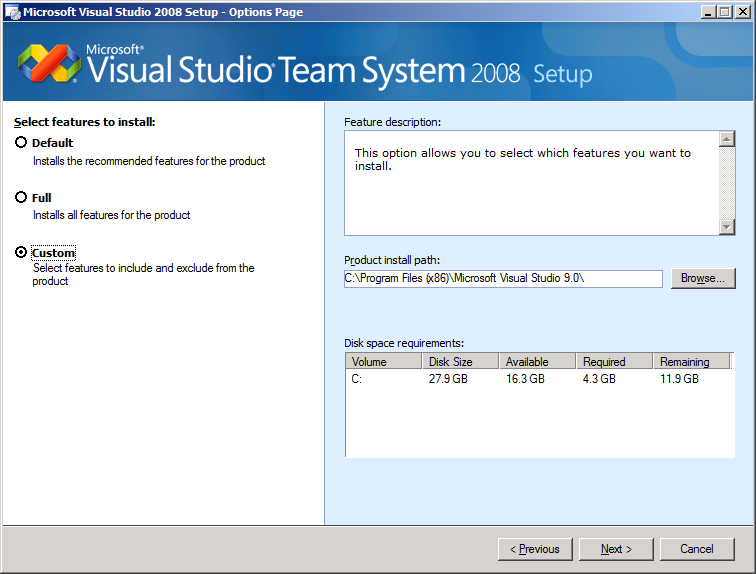 Microsoft Visual Studio 2008 Setup - Options Page
Microsoft®
Visual Studio® Team System 2008 Setup
Select features to install:
Default
Installs the recommended features for the product
Full
Installs all features for the product
Custom
Select features to include and exclude from the
product
Feature description:
This option allows you to select which features you want to
install.
Product install path:
C:\Program Files (x86)\Microsoft Visual Studio 9.0\
Browse...
Disk space requirements:
Volume Disk Size Available Required Remaining
C: 27.9 GB 16.3 GB 4.3 GB 11.9 GB
< Previous Next > Cancel